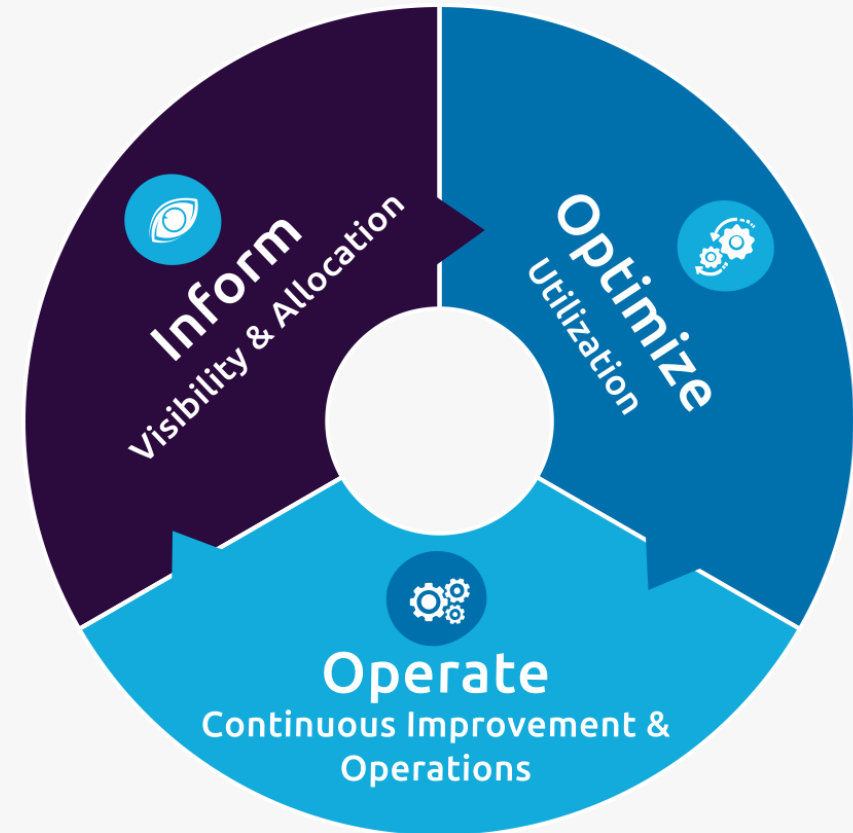 Inform
Visibility & Allocation
Optimize
Utilization
Operate
Continuous Improvement &
Operations